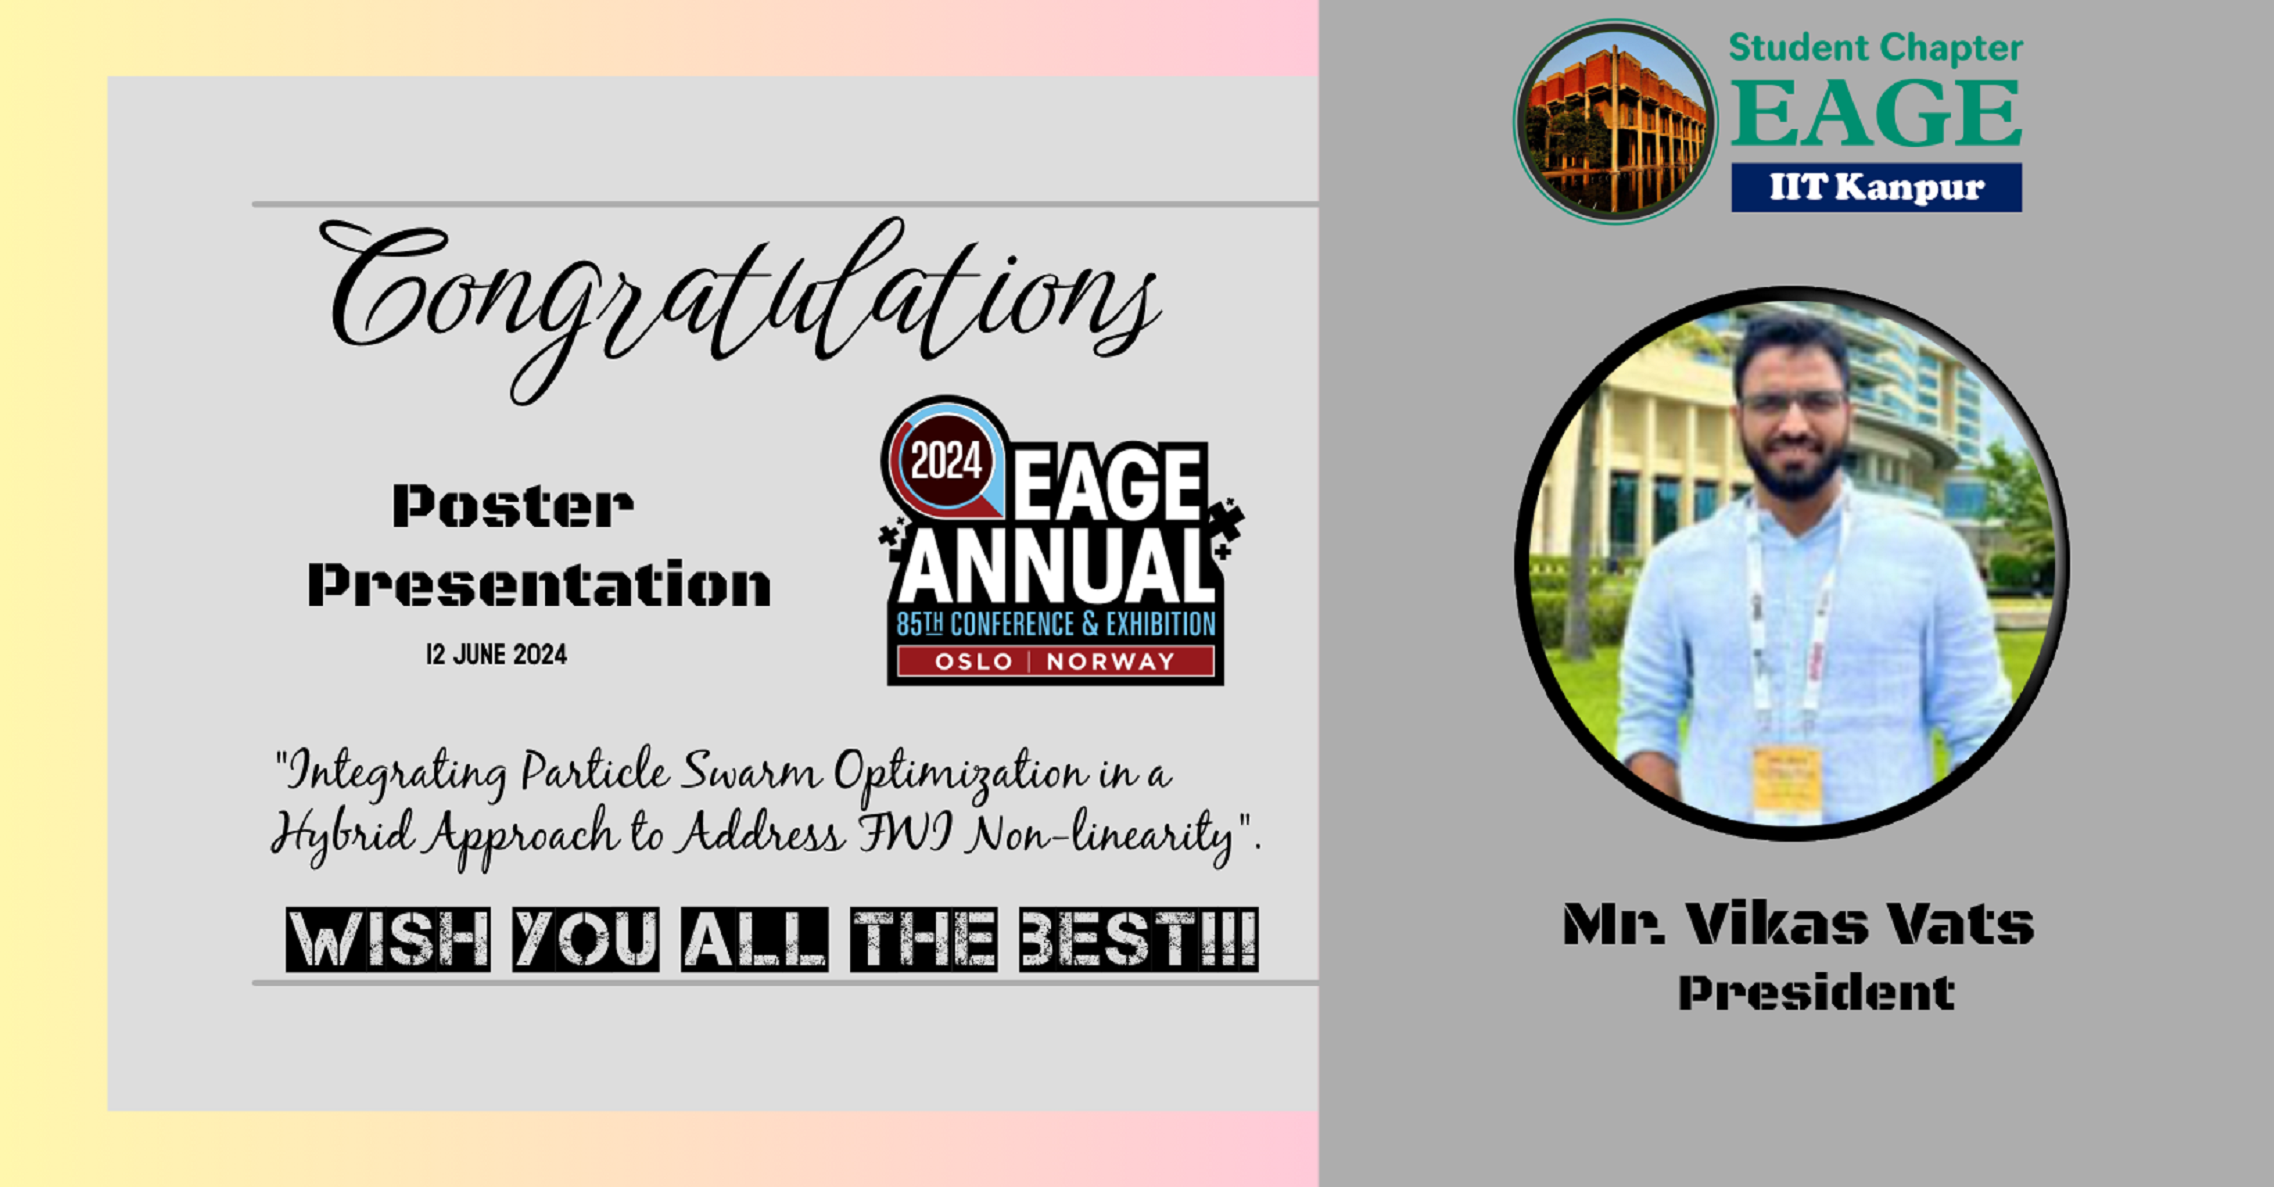 Congratulations
Poster
Presentation
12 JUNE 2024
2024
EAGE
ANNUAL
85TH CONFERENCE & EXHIBITION
OSLO | NORWAY
"Integrating Particle Swarm Optimization in a
Hybrid Approach to Address FWI Non-linearity".
WISH YOU ALL THE BEST!!!
Student Chapter
EAGE
IIT Kanpur
Mr. Vikas Vats
President